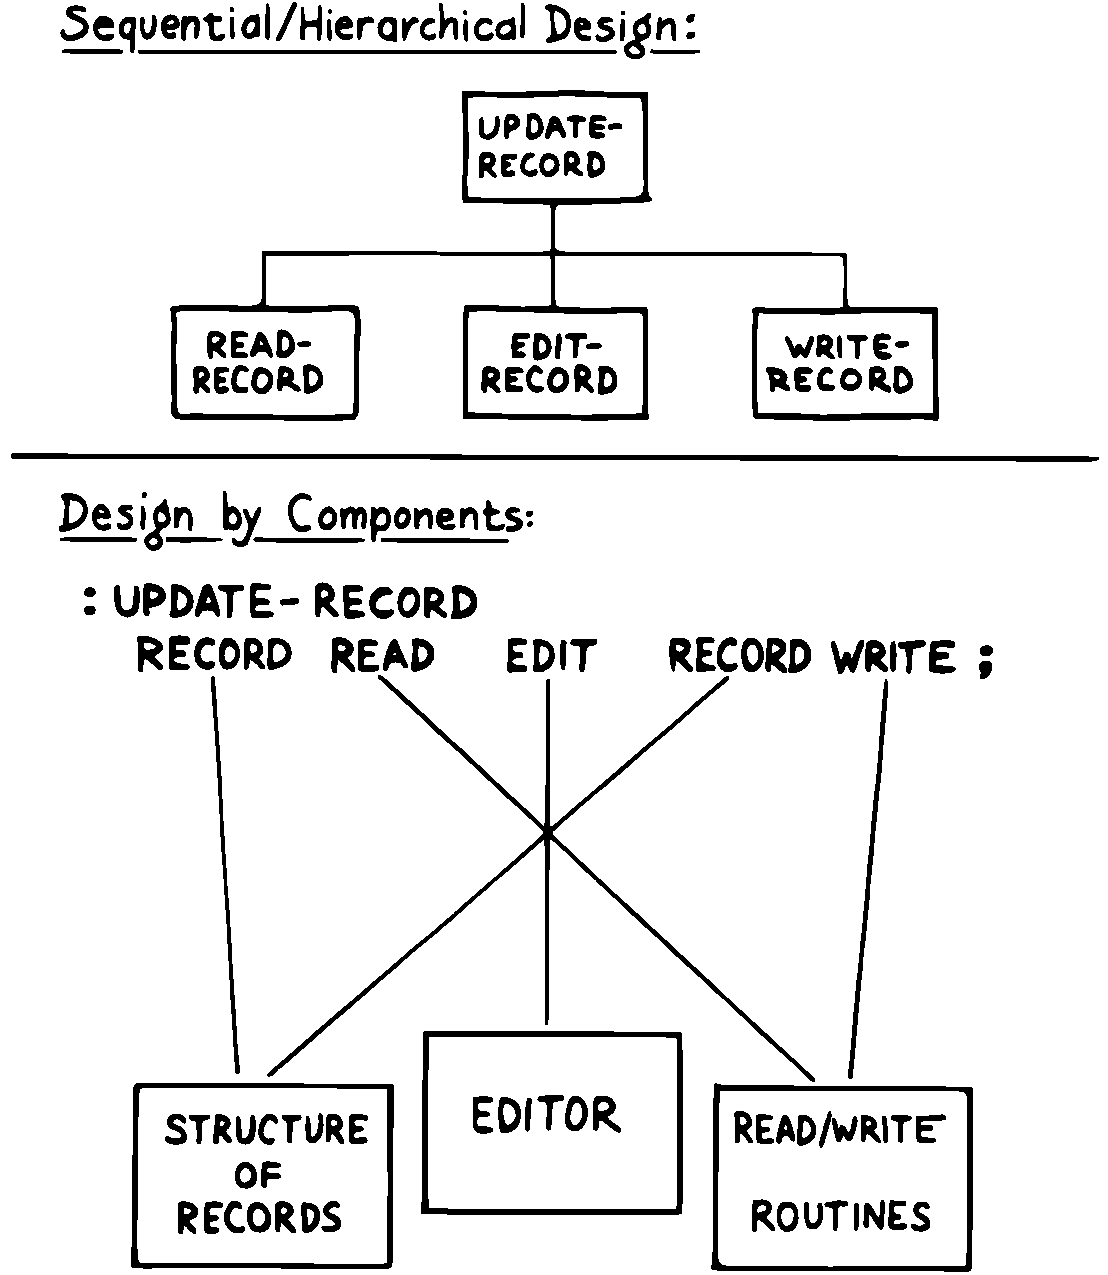 Sequential/Hierarchical Design:
UPDATE-
RECORD
READ-
RECORD
EDIT-
RECORD
WRITE-
RECORD
Design by Components:
: UPDATE-RECORD
RECORD READ EDIT RECORD WRITE ;
STRUCTURE
OF
RECORDS
EDITOR
READ/WRITE
ROUTINES